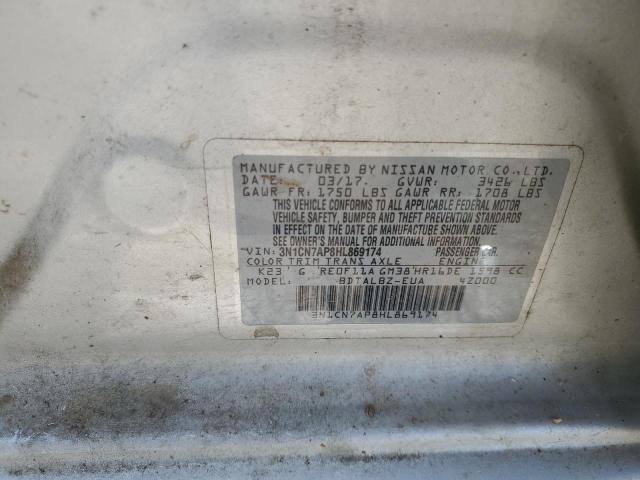 MANUFACTURED BY NISSAN MOTOR CO., LTD.
DATE: 03/17. GVWR: 3426 LBS
GAWR FR: 1750 LBS GAWR RR: 1708 LBS
THIS VEHICLE CONFORMS TO ALL APPLICABLE FEDERAL MOTOR
VEHICLE SAFETY, BUMPER AND THEFT PREVENTION STANDARDS
IN EFFECT ON THE DATE OF MANUFACTURE SHOWN ABOVE.
SEE OWNER'S MANUAL FOR ADDITIONAL INFORMATION.
VIN: 3N1CN7AP8HL869174 PASSENGER CAR
COLOR TRIM TRANS AXLE ENGINE
K23 G RE0F11A GM38 HR16DE 1598 CC
MODEL: BDTALBZ-EUA 4Z000
3N1CN7AP8HL869174